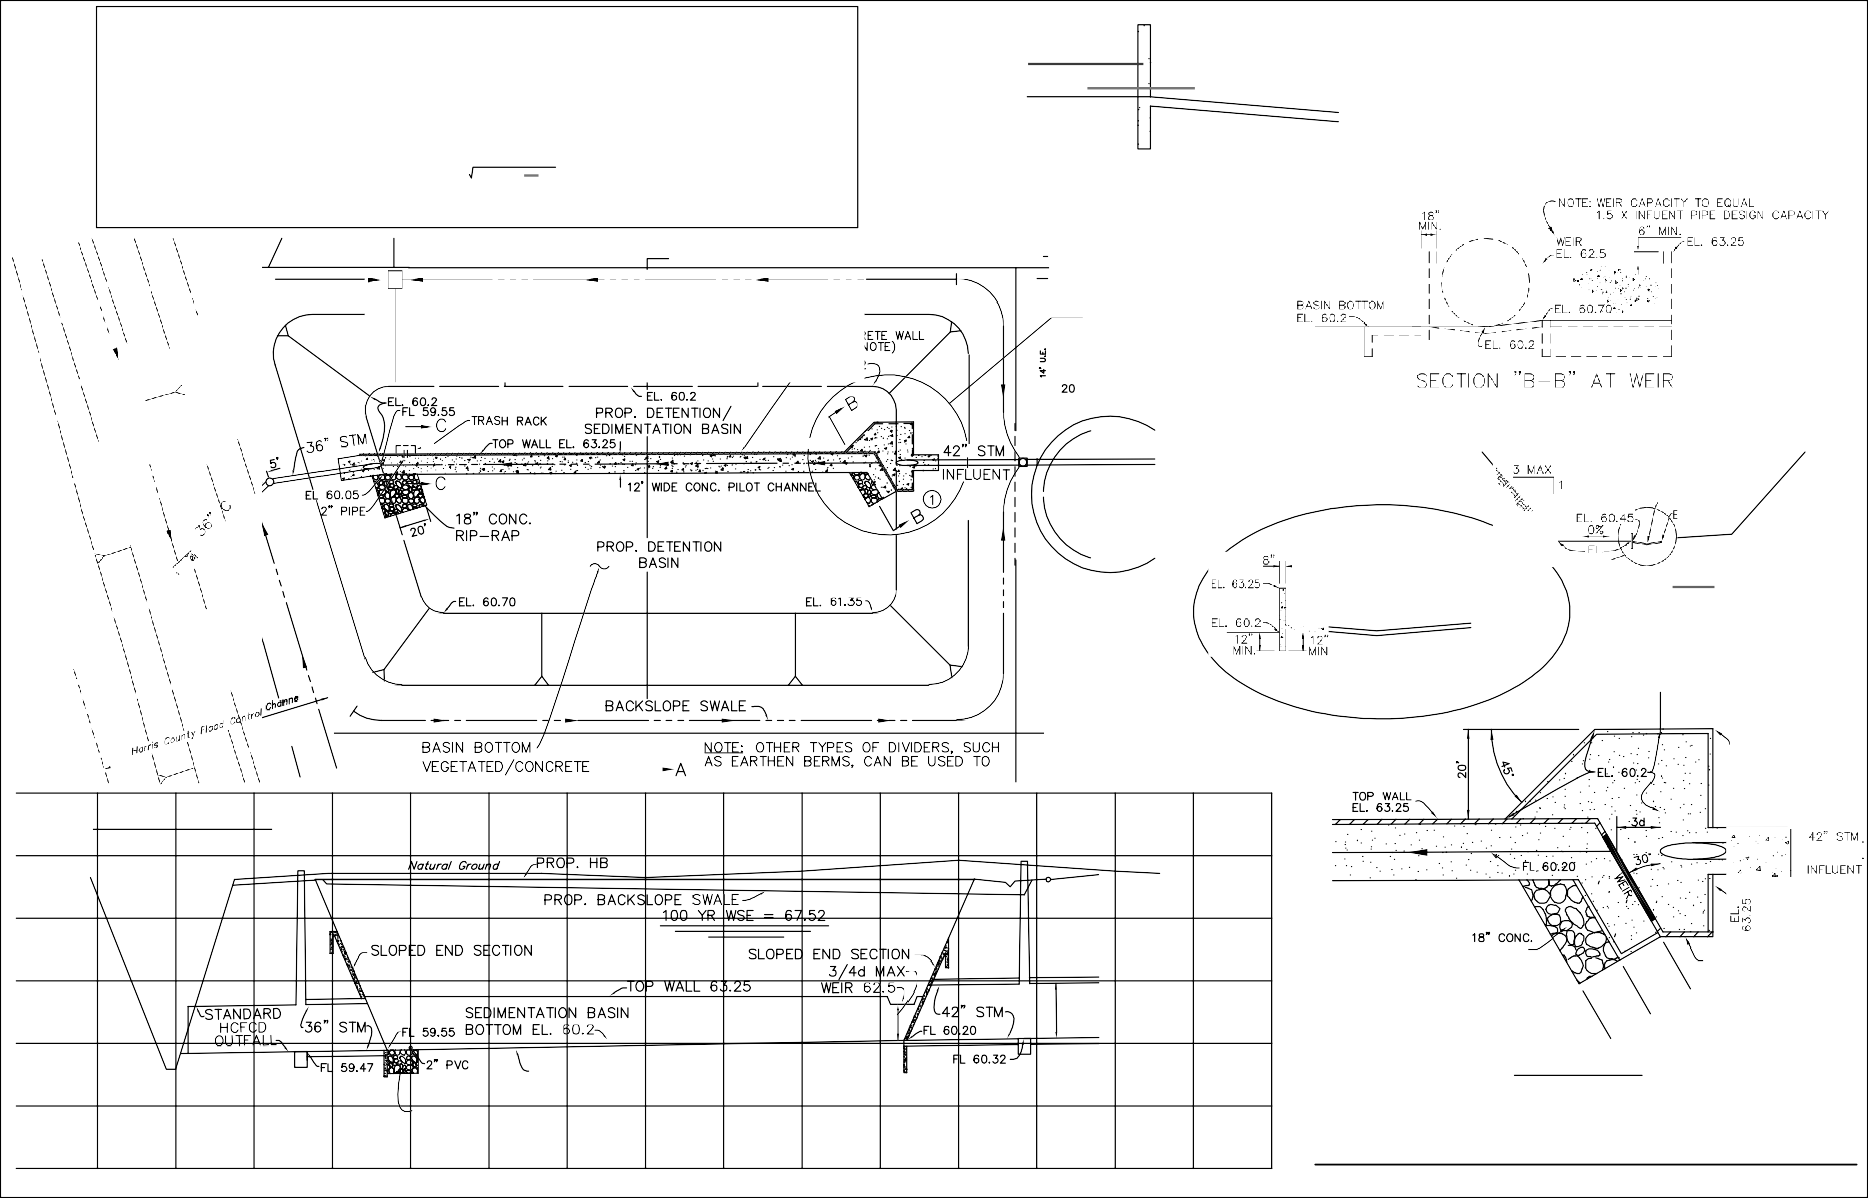 NOTE: WEIR CAPACITY TO EQUAL
1.5 X INFUENT PIPE DESIGN CAPACITY
18"
MIN.
6" MIN.
WEIR
EL. 62.5
EL. 63.25
BASIN BOTTOM
EL. 60.2
EL. 60.70
EL. 60.2
SECTION "B-B" AT WEIR
RETE WALL
NOTE)
14' U.E.
20
EL. 60.2
FL 59.55
C
TRASH RACK
EL. 60.2
PROP. DETENTION/
SEDIMENTATION BASIN
B
36" STM
TOP WALL EL. 63.25
42" STM
INFLUENT
5'
EL 60.05
2" PIPE
C
12' WIDE CONC. PILOT CHANNEL
1
B
18" CONC.
RIP-RAP
20'
36" C
PROP. DETENTION
BASIN
EL. 60.70
EL. 61.35
BACKSLOPE SWALE
Harris County Flood Control Channe
BASIN BOTTOM
VEGETATED/CONCRETE
A
NOTE: OTHER TYPES OF DIVIDERS, SUCH
AS EARTHEN BERMS, CAN BE USED TO
3 MAX
1
EL. 60.45
E
0%
8"
EL. 63.25
EL. 60.2
12"
MIN.
12"
MIN
20'
45°
EL. 60.2
TOP WALL
EL. 63.25
3d
42" STM
INFLUENT
30°
FL 60.20
WEIR
18" CONC.
EL.
63.25
Natural Ground
PROP. HB
PROP. BACKSLOPE SWALE
100 YR WSE = 67.52
SLOPED END SECTION
SLOPED END SECTION
3/4d MAX
WEIR 62.5
TOP WALL 63.25
STANDARD
HCFCD
OUTFALL
36" STM
FL 59.55
SEDIMENTATION BASIN
BOTTOM EL. 60.2
42" STM
FL 60.20
FL 59.47
2" PVC
FL 60.32